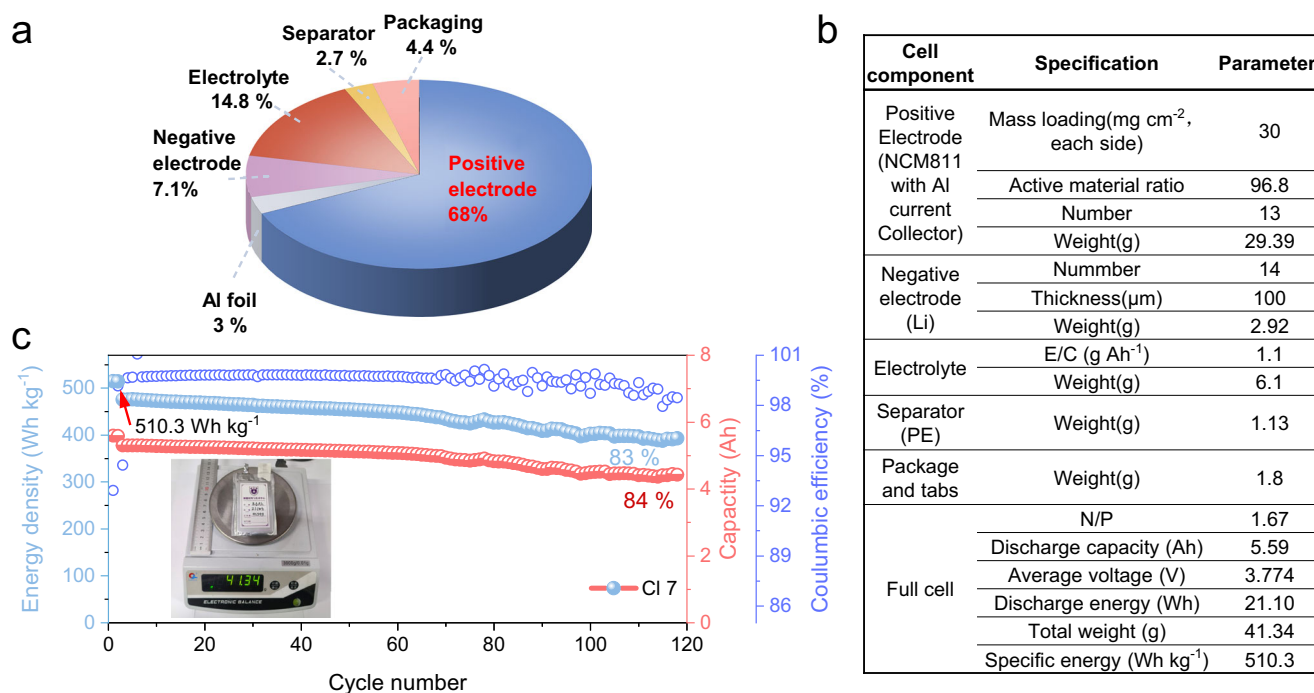 a
Packaging
4.4 %
Separator
2.7 %
Electrolyte
14.8 %
Negative
electrode
7.1%
Positive
electrode
68%
Al foil
3 %
b
Cell
component
Specification
Parameter
Positive
Electrode
(NCM811
with Al
current
Collector)
Mass loading(mg cm⁻²,
each side)
30
Active material ratio
96.8
Number
13
Weight(g)
29.39
Negative
electrode
(Li)
Nummber
14
Thickness(μm)
100
Weight(g)
2.92
Electrolyte
E/C (g Ah⁻¹)
1.1
Weight(g)
6.1
Separator
(PE)
Weight(g)
1.13
Package
and tabs
Weight(g)
1.8
Full cell
N/P
1.67
Discharge capacity (Ah)
5.59
Average voltage (V)
3.774
Discharge energy (Wh)
21.10
Total weight (g)
41.34
Specific energy (Wh kg⁻¹)
510.3
c
Energy density (Wh kg⁻¹)
500
400
300
200
100
0
510.3 Wh kg⁻¹
83 %
84 %
41.34
ELECTRONIC BALANCE
Cl 7
0 20 40 60 80 100 120
Cycle number
8
6
4
2
0
Capactity (Ah)
101
98
95
92
89
86
Coulumbic efficiency (%)